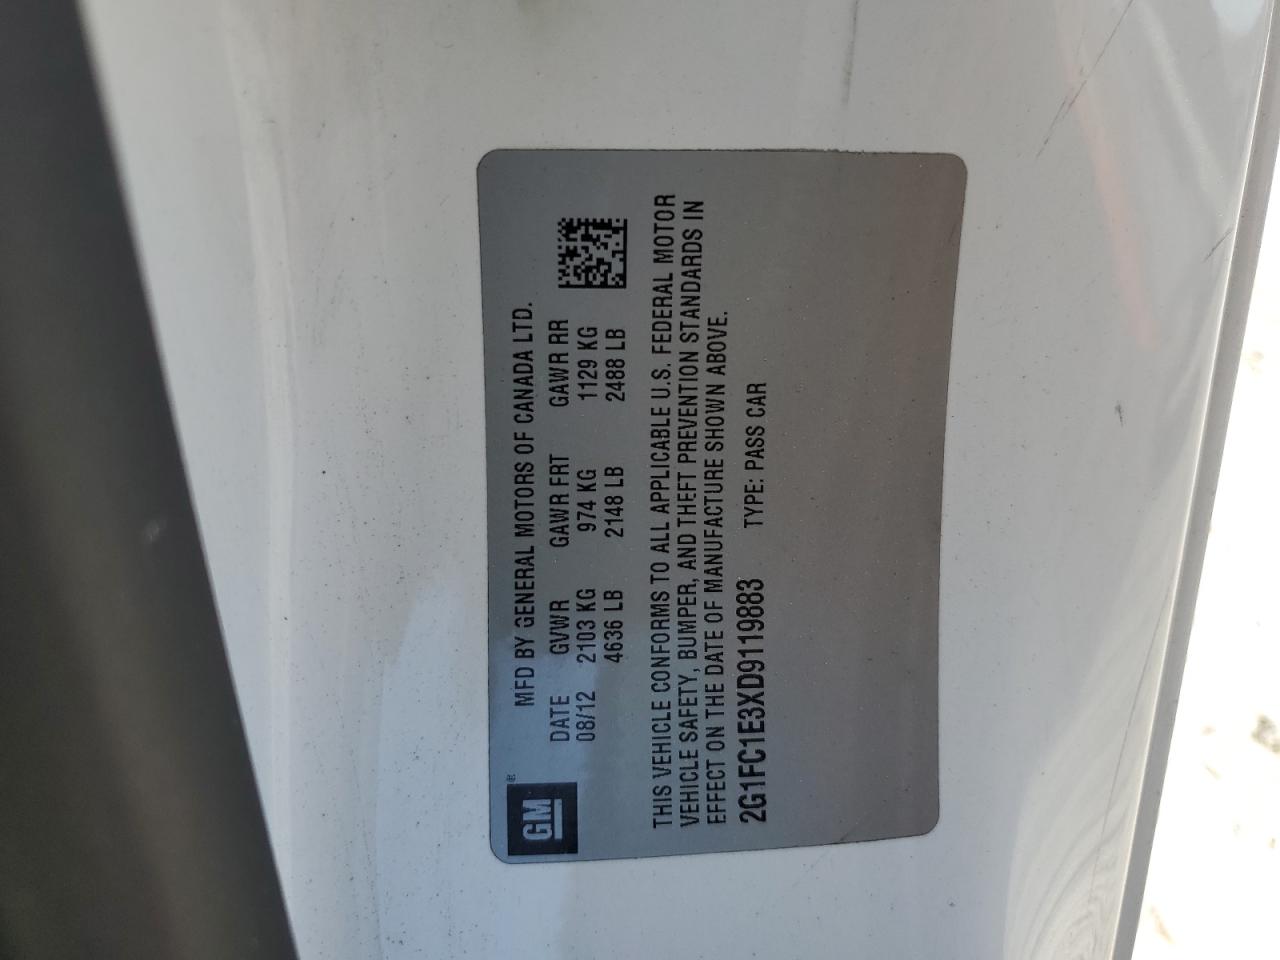 GM®
MFD BY GENERAL MOTORS OF CANADA LTD.
DATE GVWR GAWR FRT GAWR RR
08/12 2103 KG 974 KG 1129 KG
4636 LB 2148 LB 2488 LB
THIS VEHICLE CONFORMS TO ALL APPLICABLE U.S. FEDERAL MOTOR
VEHICLE SAFETY, BUMPER, AND THEFT PREVENTION STANDARDS IN
EFFECT ON THE DATE OF MANUFACTURE SHOWN ABOVE.
2G1FC1E3XD9119883 TYPE: PASS CAR